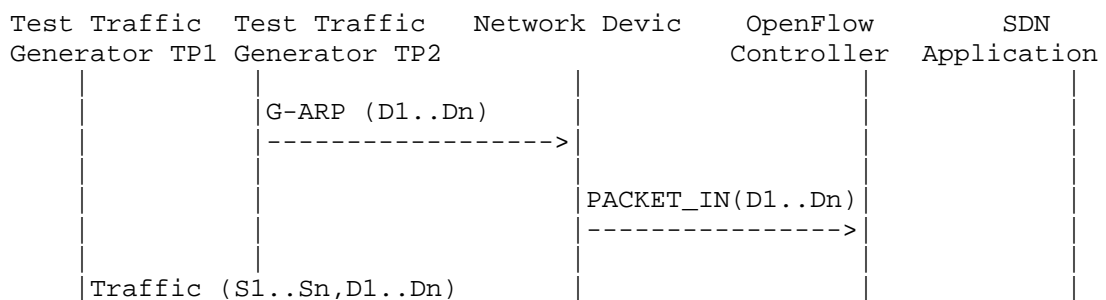 Test Traffic Test Traffic Network Devic OpenFlow SDN
Generator TP1 Generator TP2 Controller Application
| | | | |
| |G-ARP (D1..Dn) | | |
| |------------------>| | |
| | | | |
| | |PACKET_IN(D1..Dn)| |
| | |---------------->| |
| | | | |
|Traffic (S1..Sn,D1..Dn) | | |